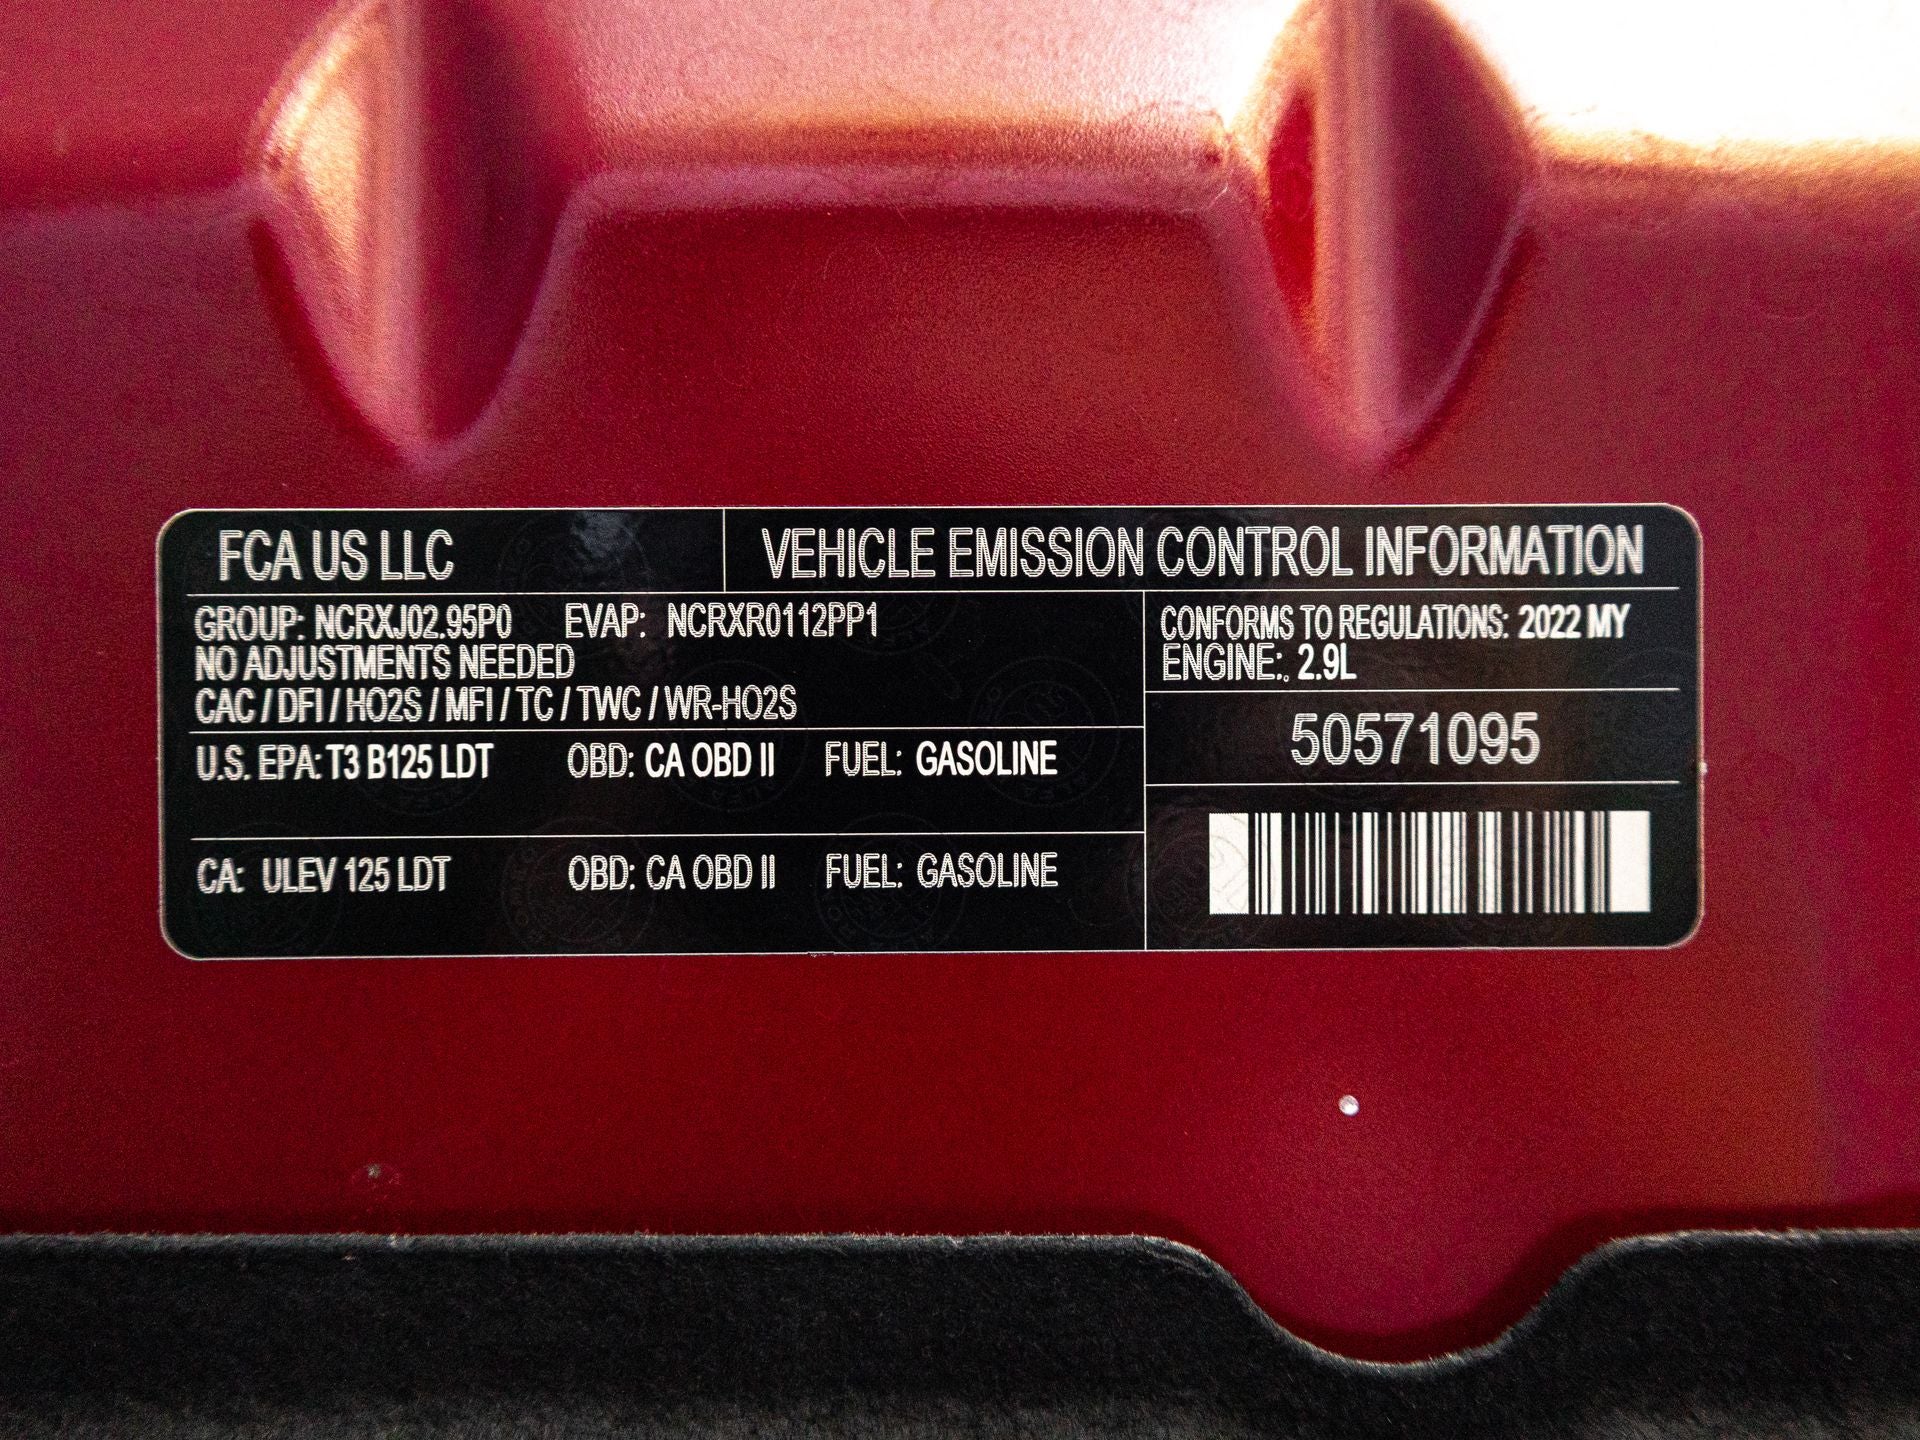 FCA US LLC
VEHICLE EMISSION CONTROL INFORMATION
GROUP: NCRXJ02.95P0 EVAP: NCRXR0112PP1
NO ADJUSTMENTS NEEDED
CAC / DFI / HO2S / MFI / TC / TWC / WR-HO2S
U.S. EPA: T3 B125 LDT OBD: CA OBD II FUEL: GASOLINE
CA: ULEV 125 LDT OBD: CA OBD II FUEL: GASOLINE
CONFORMS TO REGULATIONS: 2022 MY
ENGINE:. 2.9L
50571095